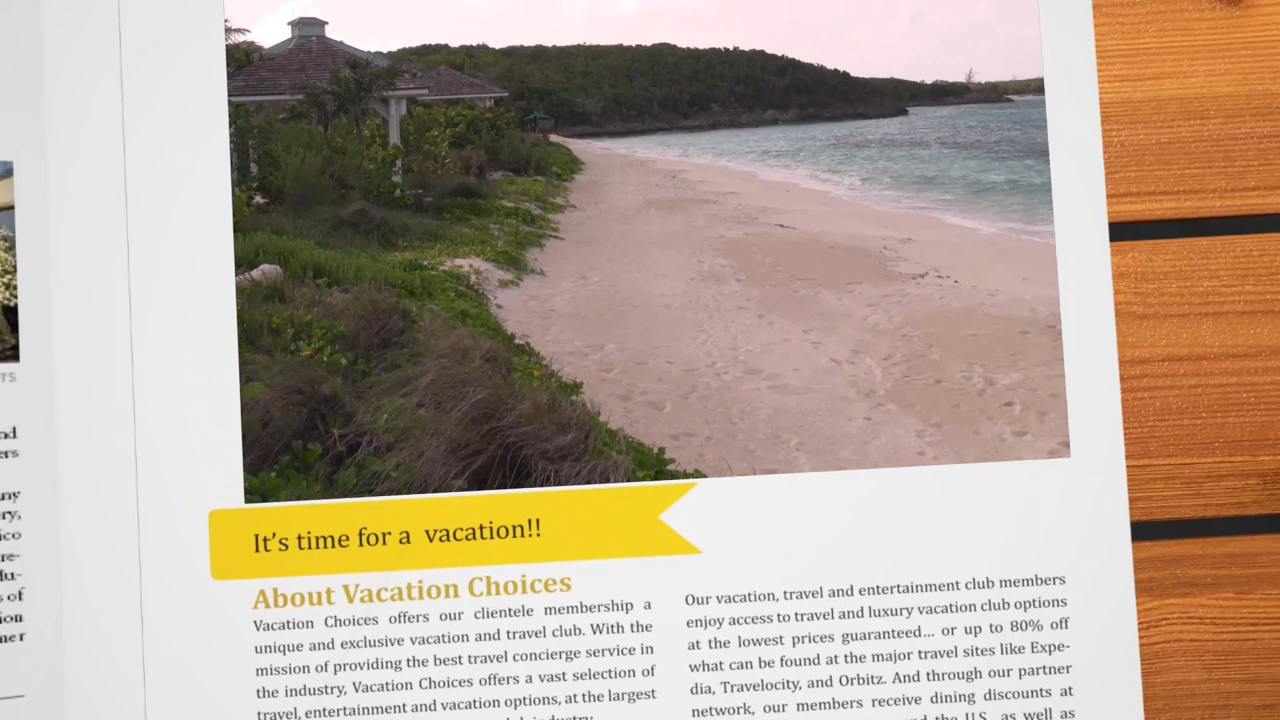 It's time for a vacation!!
About Vacation Choices
Vacation Choices offers our clientele membership a
unique and exclusive vacation and travel club. With the
mission of providing the best travel concierge service in
the industry, Vacation Choices offers a vast selection of
travel, entertainment and vacation options, at the largest
industry.
Our vacation, travel and entertainment club members
enjoy access to travel and luxury vacation club options
at the lowest prices guaranteed... or up to 80% off
what can be found at the major travel sites like Expe-
dia, Travelocity, and Orbitz. And through our partner
network, our members receive dining discounts at
the U.S., as well as